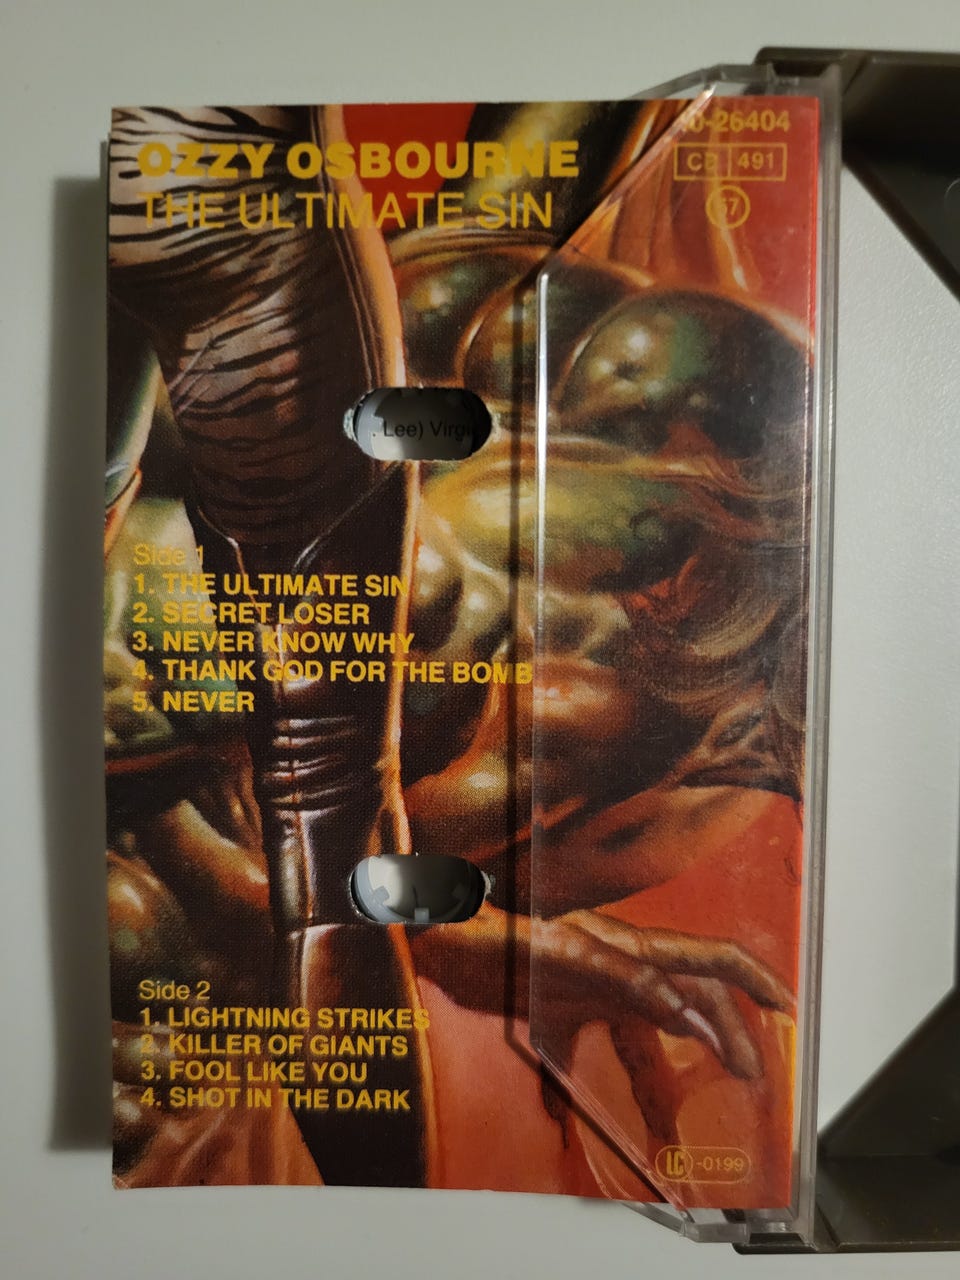 OZZY OSBOURNE
THE ULTIMATE SIN
40-26404
CB 491
67
. Lee) Virgi
Side 1
1. THE ULTIMATE SIN
2. SECRET LOSER
3. NEVER KNOW WHY
4. THANK GOD FOR THE BOMB
5. NEVER
Side 2
1. LIGHTNING STRIKES
2. KILLER OF GIANTS
3. FOOL LIKE YOU
4. SHOT IN THE DARK
LC -0199